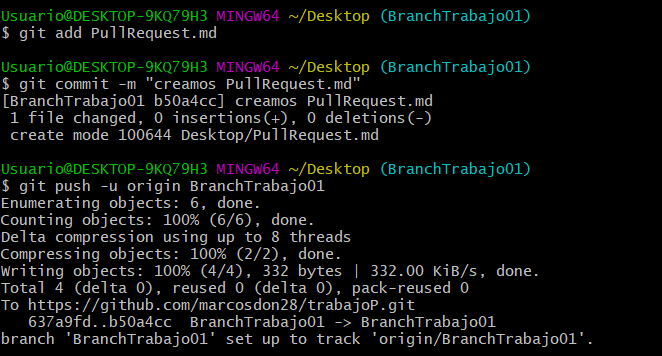 Usuario@DESKTOP-9KQ79H3 MINGW64 ~/Desktop (BranchTrabajo01)
$ git add PullRequest.md
Usuario@DESKTOP-9KQ79H3 MINGW64 ~/Desktop (BranchTrabajo01)
$ git commit -m "creamos PullRequest.md"
[BranchTrabajo01 b50a4cc] creamos PullRequest.md
1 file changed, 0 insertions(+), 0 deletions(-)
create mode 100644 Desktop/PullRequest.md
Usuario@DESKTOP-9KQ79H3 MINGW64 ~/Desktop (BranchTrabajo01)
$ git push -u origin BranchTrabajo01
Enumerating objects: 6, done.
Counting objects: 100% (6/6), done.
Delta compression using up to 8 threads
Compressing objects: 100% (2/2), done.
Writing objects: 100% (4/4), 332 bytes | 332.00 KiB/s, done.
Total 4 (delta 0), reused 0 (delta 0), pack-reused 0
To https://github.com/marcosdon28/trabajoP.git
637a9fd..b50a4cc  BranchTrabajo01 -> BranchTrabajo01
branch 'BranchTrabajo01' set up to track 'origin/BranchTrabajo01'.